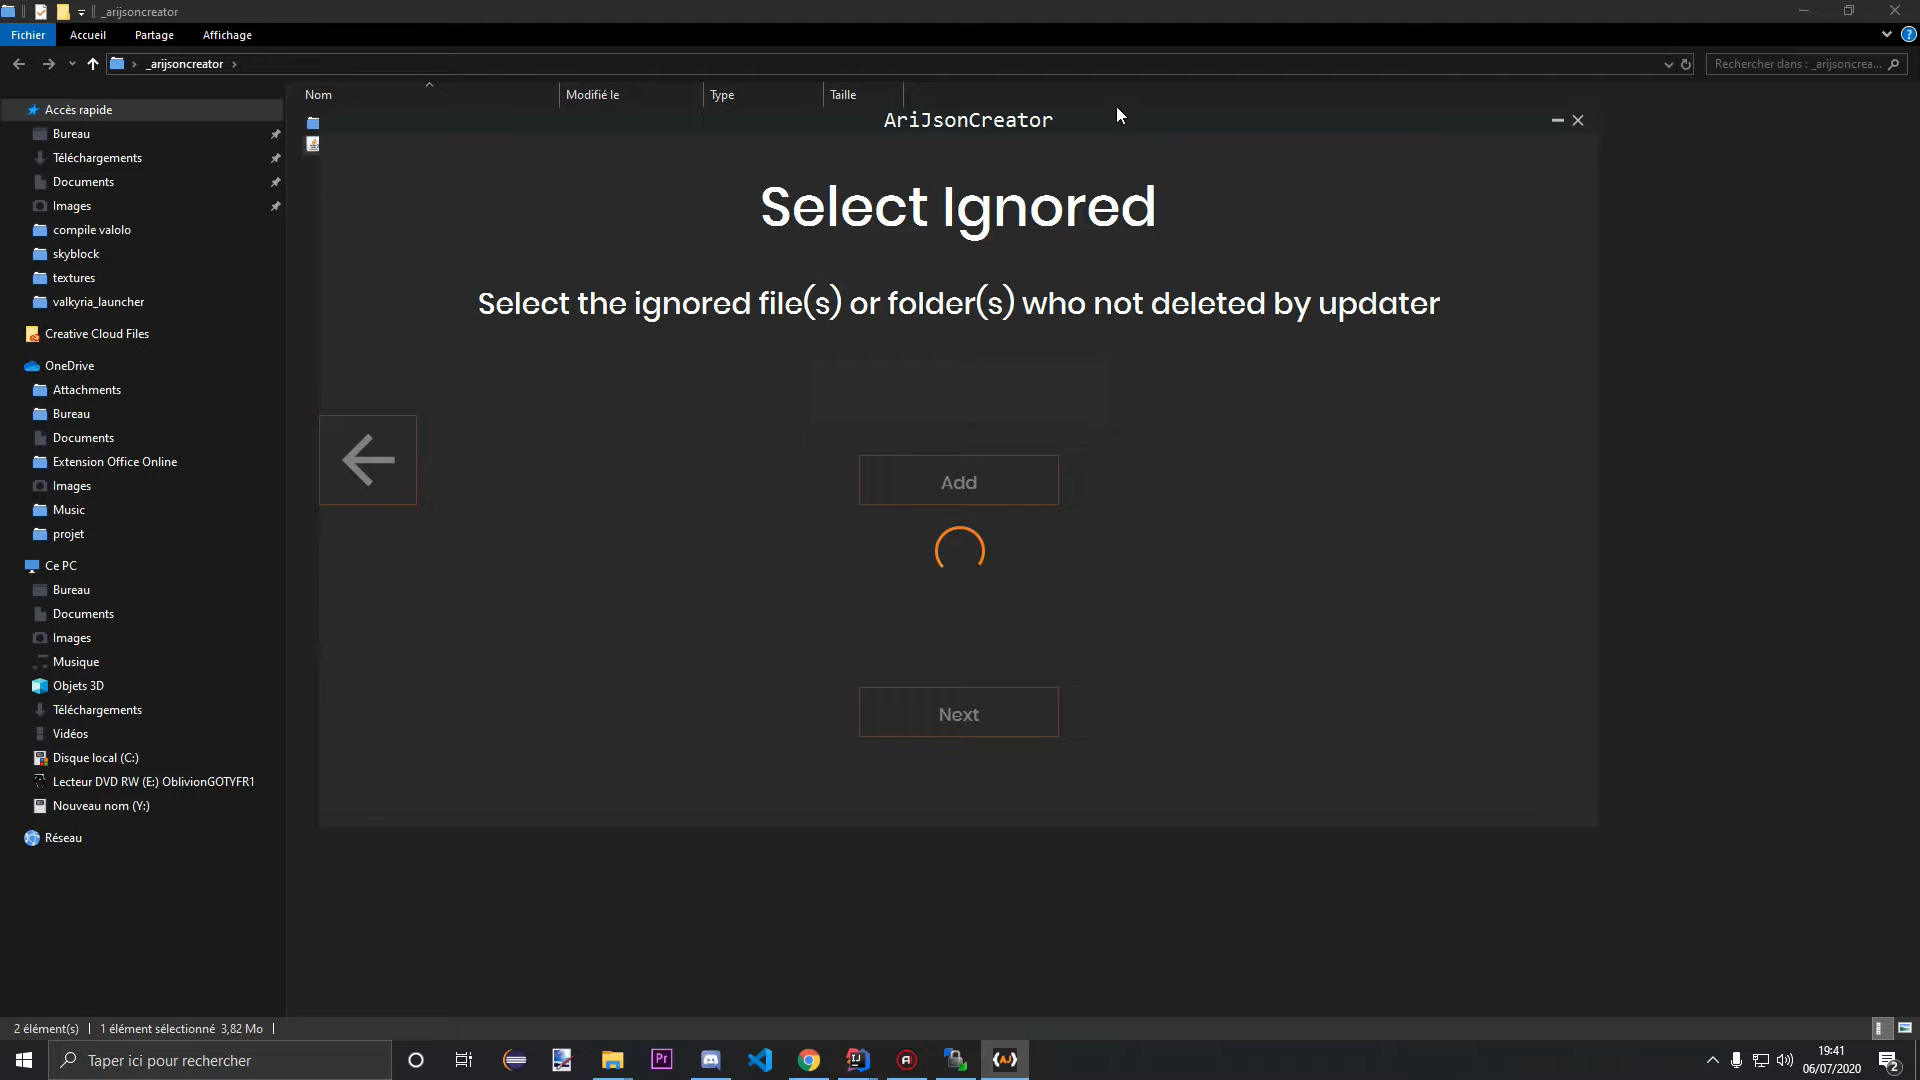 _arijsoncreator
Fichier
Accueil
Partage
Affichage
_arijsoncreator
Rechercher dans : _arijsoncrea...
Nom
Modifié le
Type
Taille
AriJsonCreator
Select Ignored
Select the ignored file(s) or folder(s) who not deleted by updater
Add
Next
Accès rapide
Bureau
Téléchargements
Documents
Images
compile valolo
skyblock
textures
valkyria_launcher
Creative Cloud Files
OneDrive
Attachments
Bureau
Documents
Extension Office Online
Images
Music
projet
Ce PC
Bureau
Documents
Images
Musique
Objets 3D
Téléchargements
Vidéos
Disque local (C:)
Lecteur DVD RW (E:) OblivionGOTYFR1
Nouveau nom (Y:)
Réseau
2 élément(s)
1 élément sélectionné 3,82 Mo
Taper ici pour rechercher
Pr
IJ
AJ
19:41
06/07/2020
2